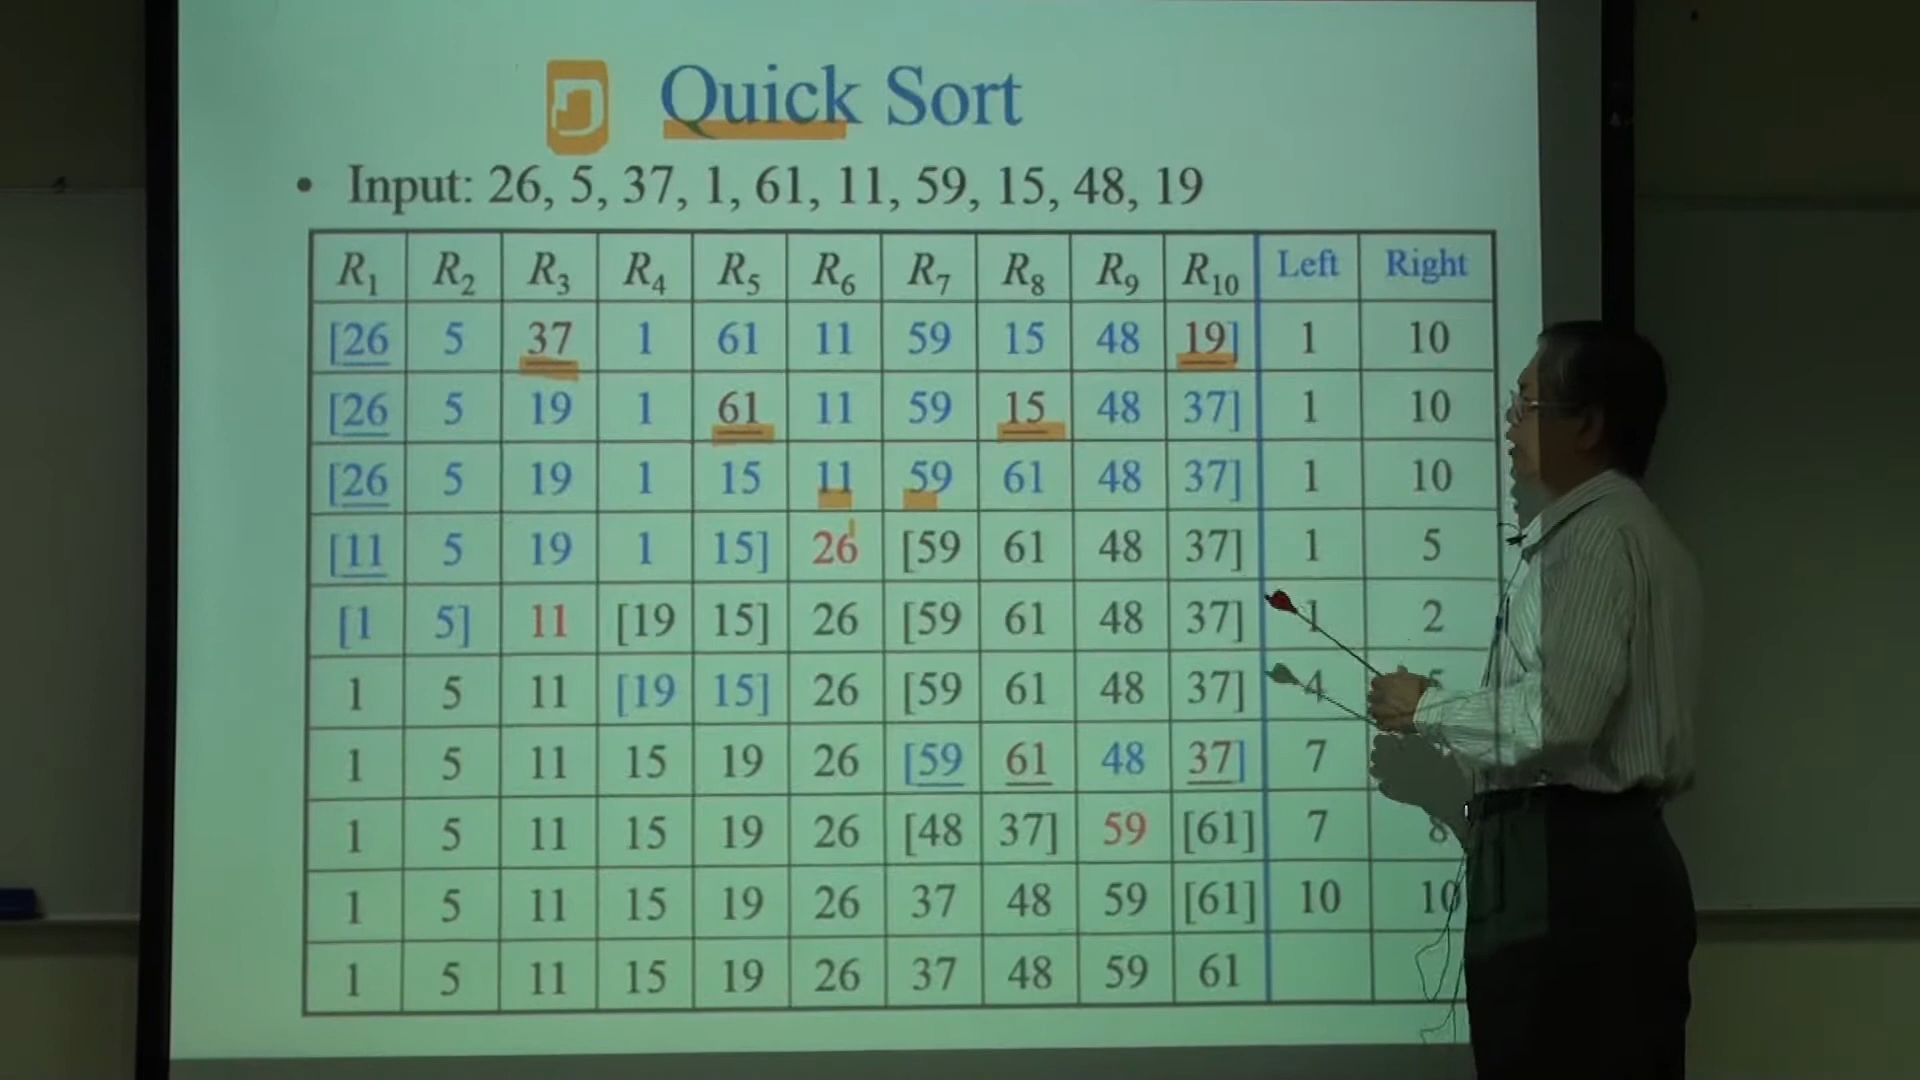 Quick Sort
• Input: 26, 5, 37, 1, 61, 11, 59, 15, 48, 19
R1 R2 R3 R4 R5 R6 R7 R8 R9 R10 Left Right
[26 5 37 1 61 11 59 15 48 19] 1 10
[26 5 19 1 61 11 59 15 48 37] 1 10
[26 5 19 1 15 11 59 61 48 37] 1 10
[11 5 19 1 15] 26 [59 61 48 37] 1 5
[1 5] 11 [19 15] 26 [59 61 48 37] 1 2
1 5 11 [19 15] 26 [59 61 48 37] 4 5
1 5 11 15 19 26 [59 61 48 37] 7
1 5 11 15 19 26 [48 37] 59 [61] 7 8
1 5 11 15 19 26 37 48 59 [61] 10 10
1 5 11 15 19 26 37 48 59 61